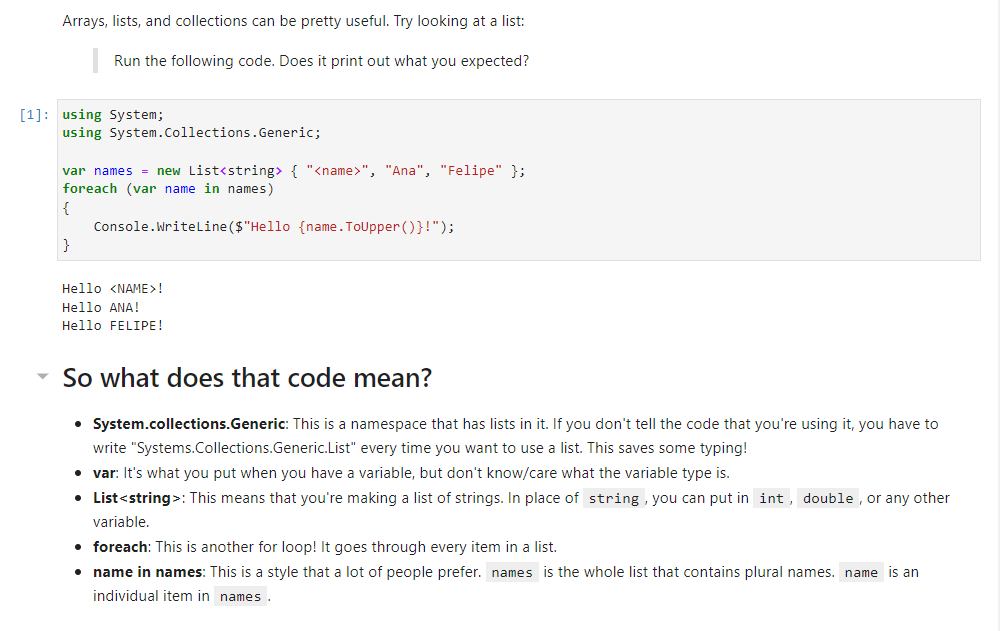 Arrays, lists, and collections can be pretty useful. Try looking at a list:
Run the following code. Does it print out what you expected?
[1]: using System;
using System.Collections.Generic;
var names = new List<string> { "<name>", "Ana", "Felipe" };
foreach (var name in names)
{
    Console.WriteLine($"Hello {name.ToUpper()}!");
}
Hello <NAME>!
Hello ANA!
Hello FELIPE!
So what does that code mean?
• System.collections.Generic: This is a namespace that has lists in it. If you don't tell the code that you're using it, you have to
write "Systems.Collections.Generic.List" every time you want to use a list. This saves some typing!
• var: It's what you put when you have a variable, but don't know/care what the variable type is.
• List<string>: This means that you're making a list of strings. In place of string , you can put in int , double , or any other
variable.
• foreach: This is another for loop! It goes through every item in a list.
• name in names: This is a style that a lot of people prefer. names is the whole list that contains plural names. name is an
individual item in names .